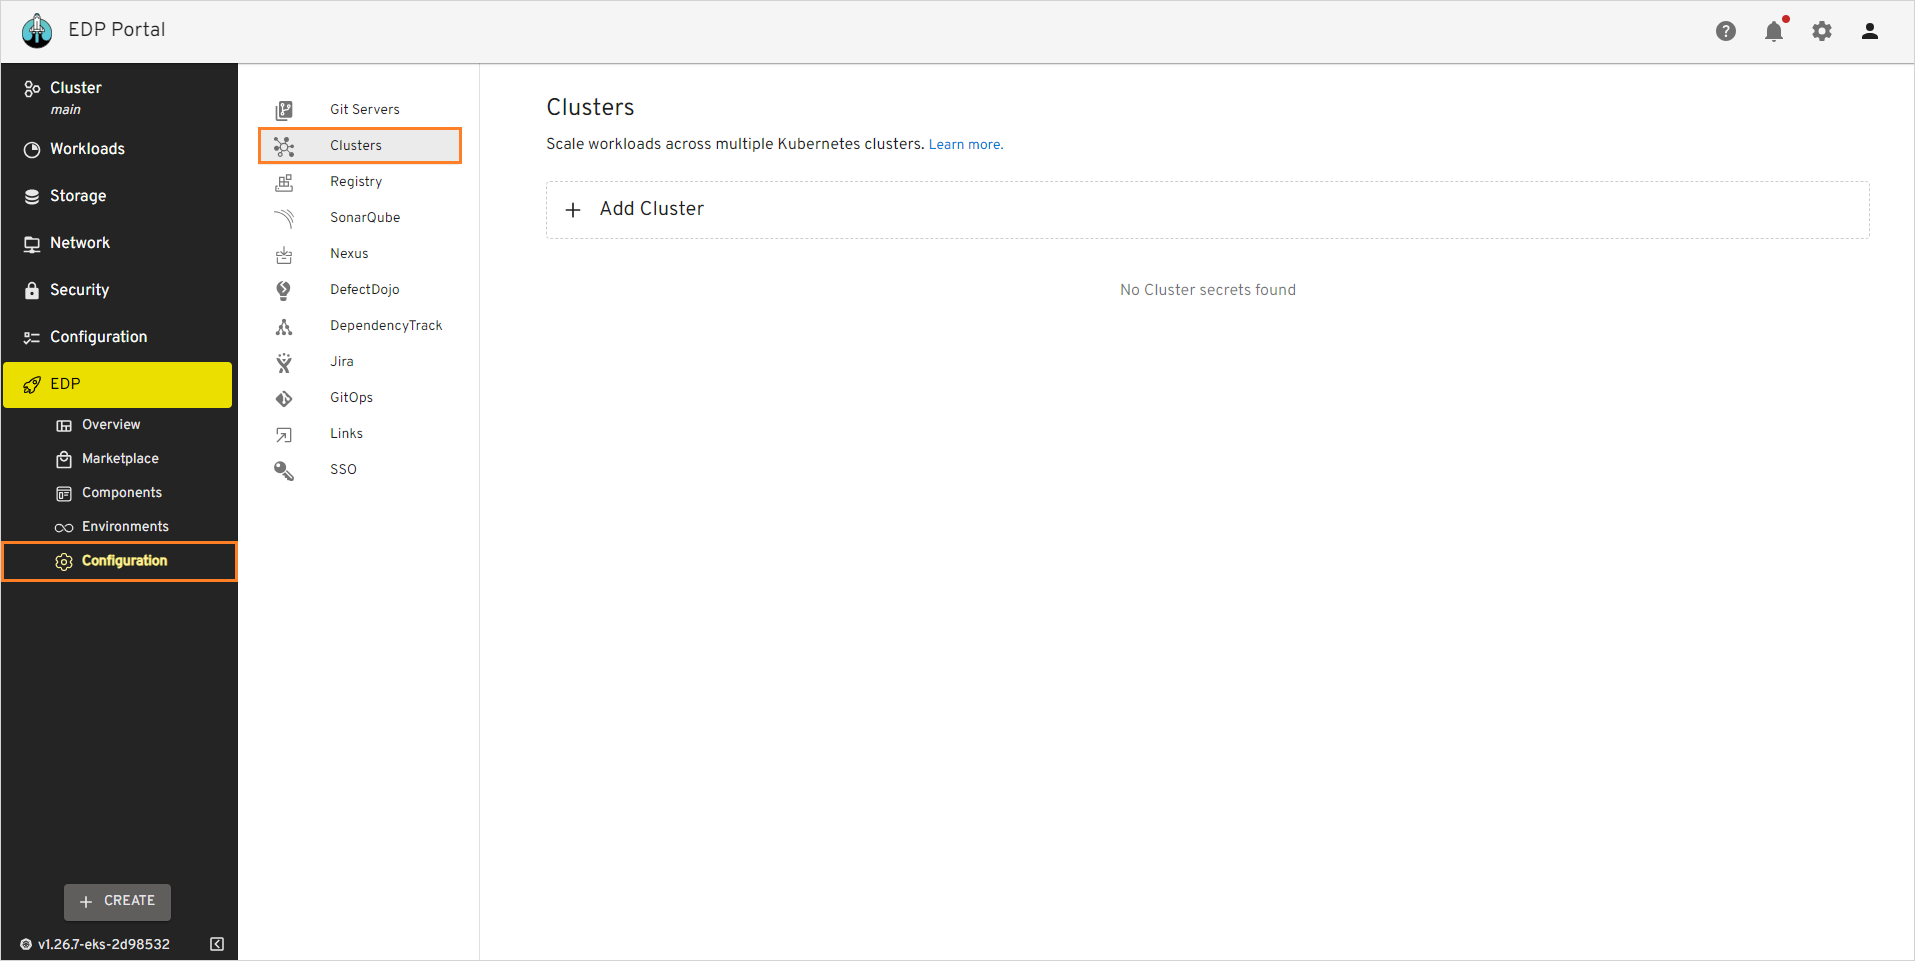 EDP Portal
Cluster
main
Workloads
Storage
Network
Security
Configuration
EDP
Overview
Marketplace
Components
Environments
Configuration
CREATE
v1.26.7-eks-2d98532
Git Servers
Clusters
Registry
SonarQube
Nexus
DefectDojo
DependencyTrack
Jira
GitOps
Links
SSO
Clusters
Scale workloads across multiple Kubernetes clusters. Learn more.
Add Cluster
No Cluster secrets found